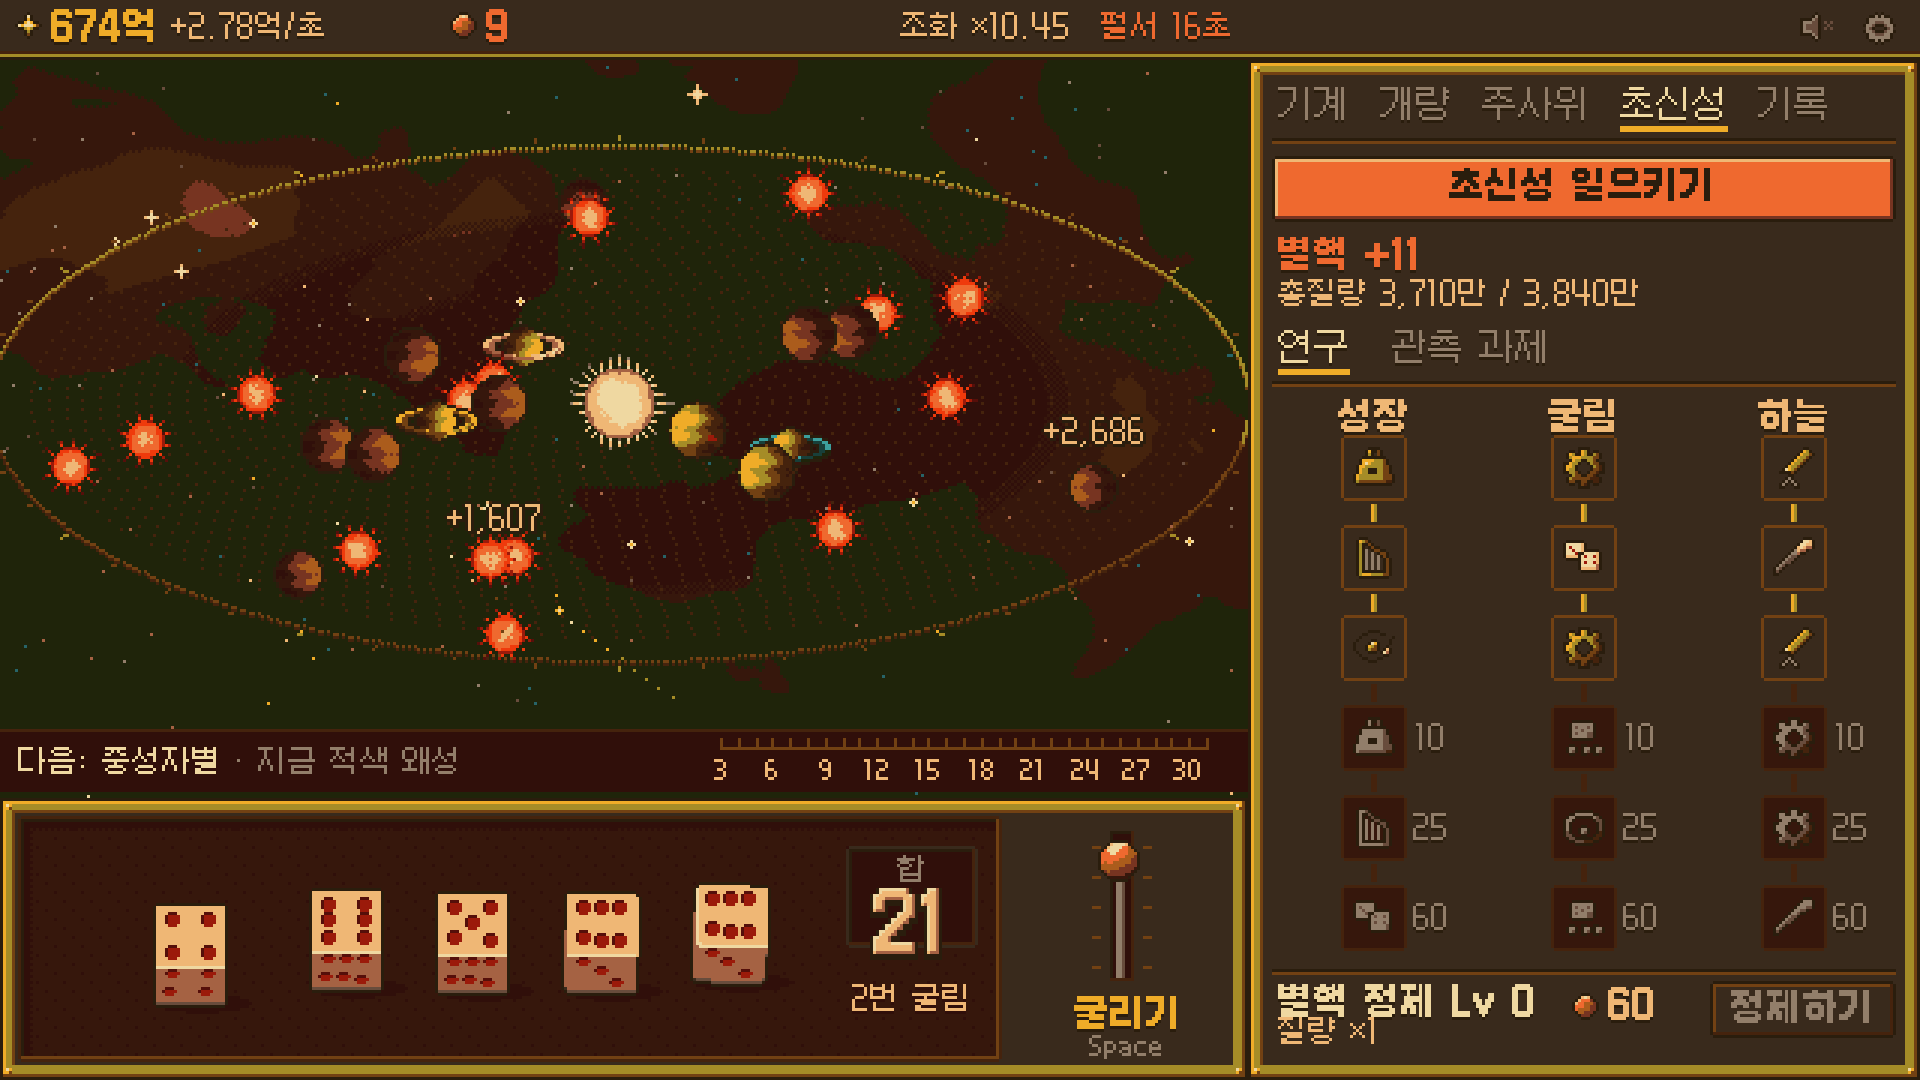 674억 +2.78억/초 9 조화 ×10.45 펄서 16초
기계 개량 주사위 초신성 기록
초신성 일으키기
별핵 +11
총질량 3,710만 / 3,840만
연구 관측 과제
성장 굴림 하늘
10 10 10
25 25 25
60 60 60
별핵 정제 Lv 0 60 정제하기
질량 ×1
+2,686
+1,607
다음: 중성자별 · 지금 적색 왜성
3 6 9 12 15 18 21 24 27 30
합
21
2번 굴림
굴리기
Space